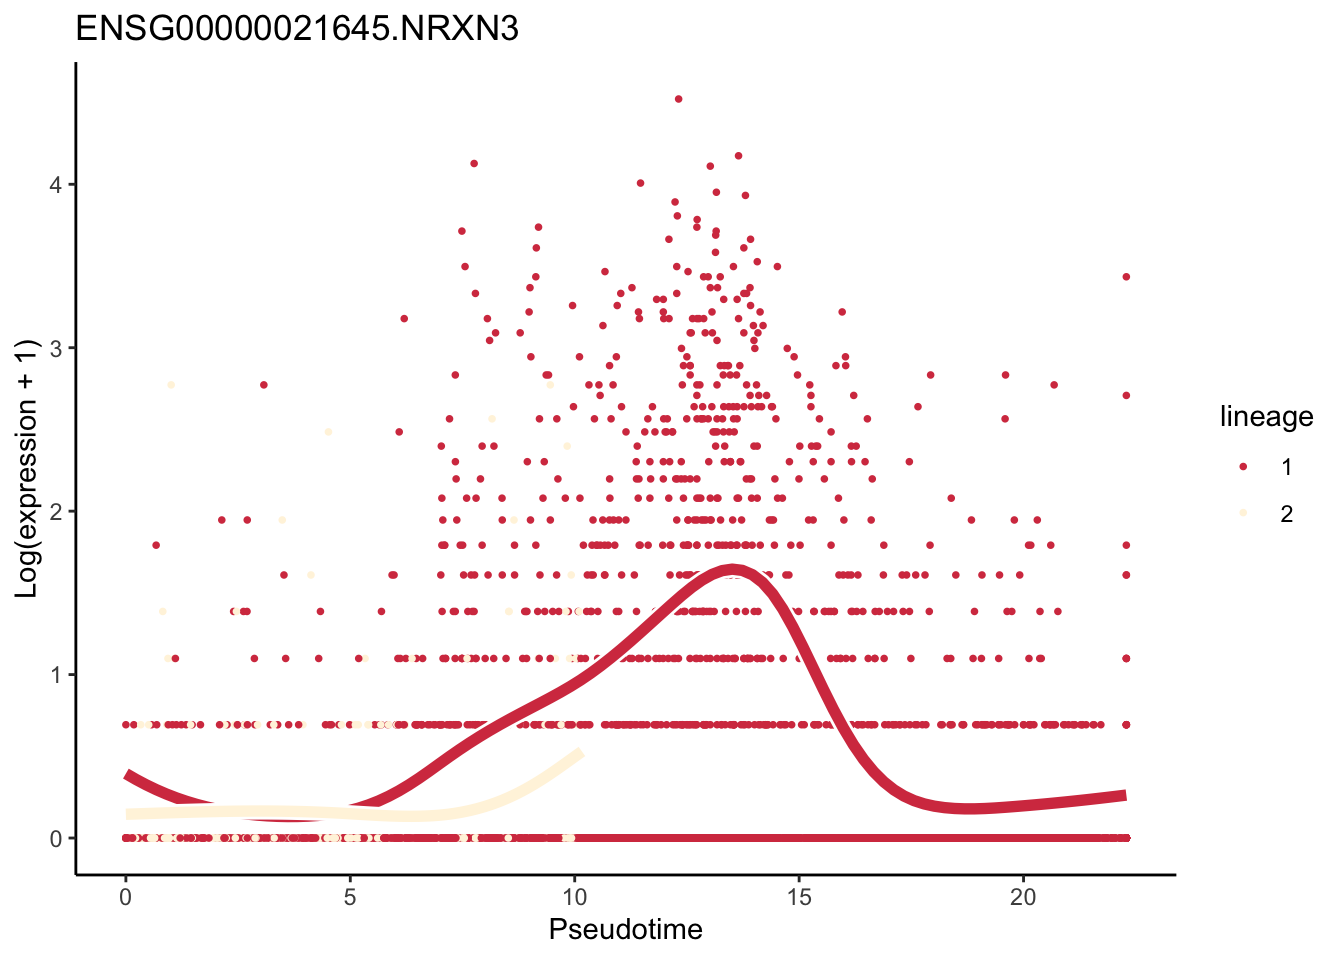 ENSG00000021645.NRXN3
Log(expression + 1)
4
3
2
1
0
0 5 10 15 20
Pseudotime
lineage
1
2